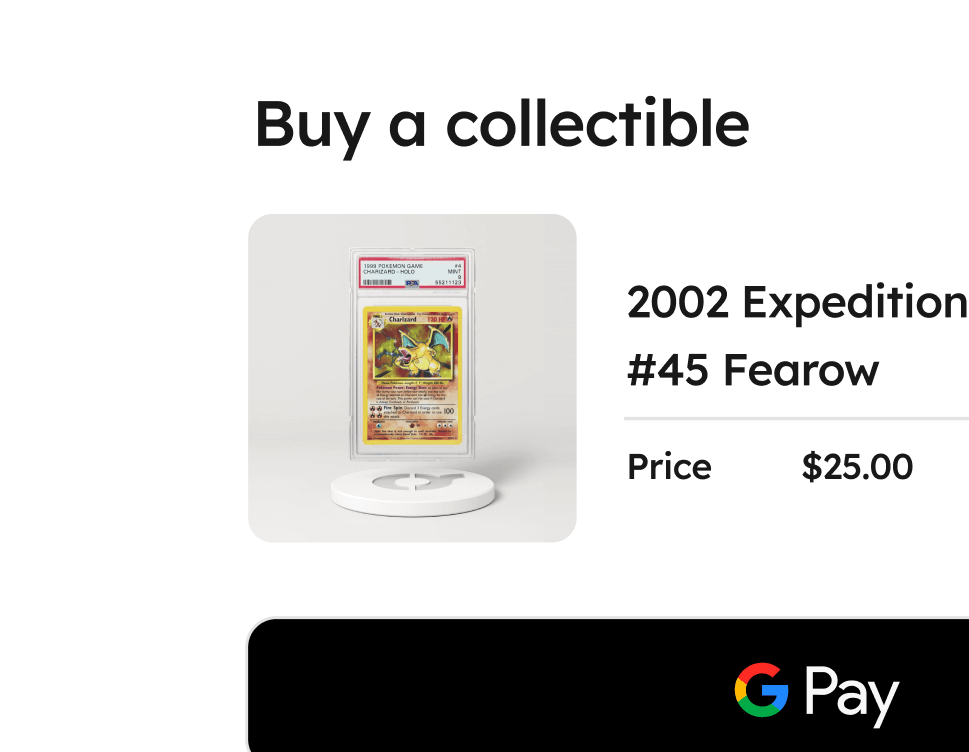 Buy a collectible
1999 POKEMON GAME #4
CHARIZARD - HOLO MINT
8
PSA 55211123
Charizard 120 HP
Fire Spin
100
2002 Expedition
#45 Fearow
Price $25.00
G Pay